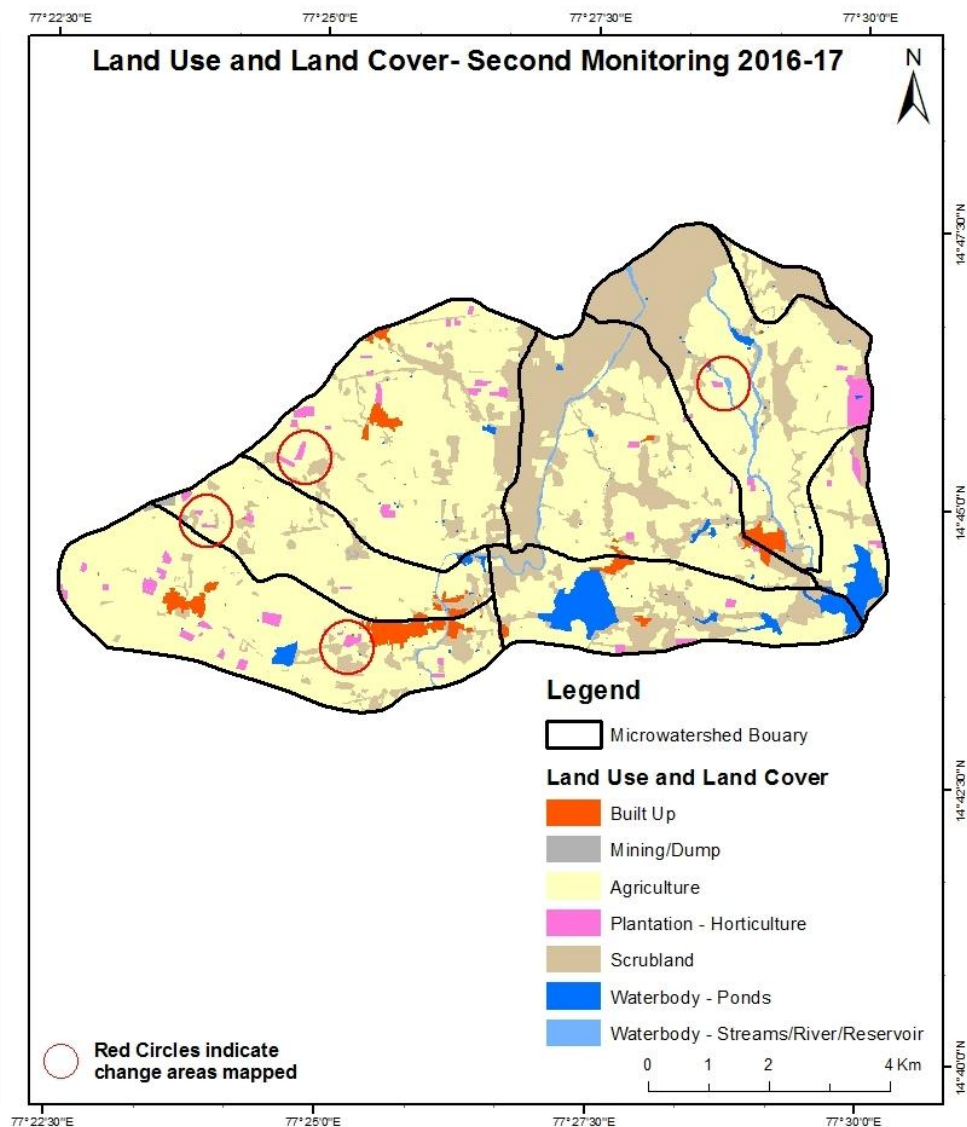 77°22'30"E 77°25'0"E 77°27'30"E 77°30'0"E
Land Use and Land Cover- Second Monitoring 2016-17
N
14°47'30"N
14°45'0"N
14°42'30"N
14°40'0"N
Legend
Microwatershed Bouary
Land Use and Land Cover
Built Up
Mining/Dump
Agriculture
Plantation - Horticulture
Scrubland
Waterbody - Ponds
Waterbody - Streams/River/Reservoir
0 1 2 4 Km
Red Circles indicate
change areas mapped
77°22'30"E 77°25'0"E 77°27'30"E 77°30'0"E